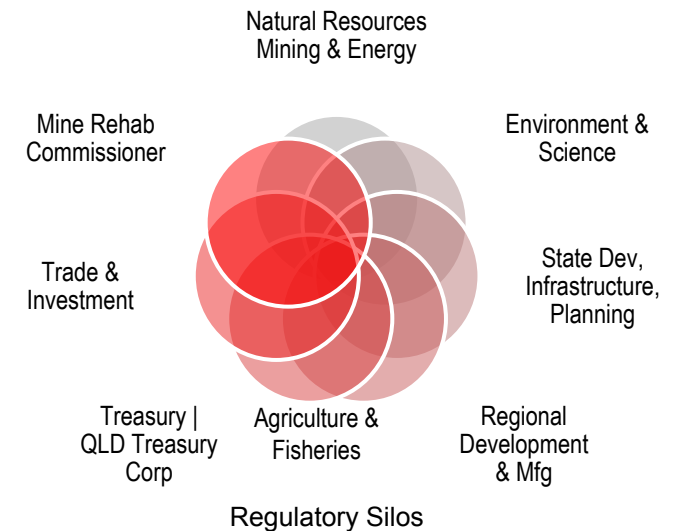 Natural Resources
Mining & Energy
Mine Rehab
Commissioner
Environment &
Science
Trade &
Investment
State Dev,
Infrastructure,
Planning
Treasury |
QLD Treasury
Corp
Agriculture &
Fisheries
Regional
Development
& Mfg
Regulatory Silos